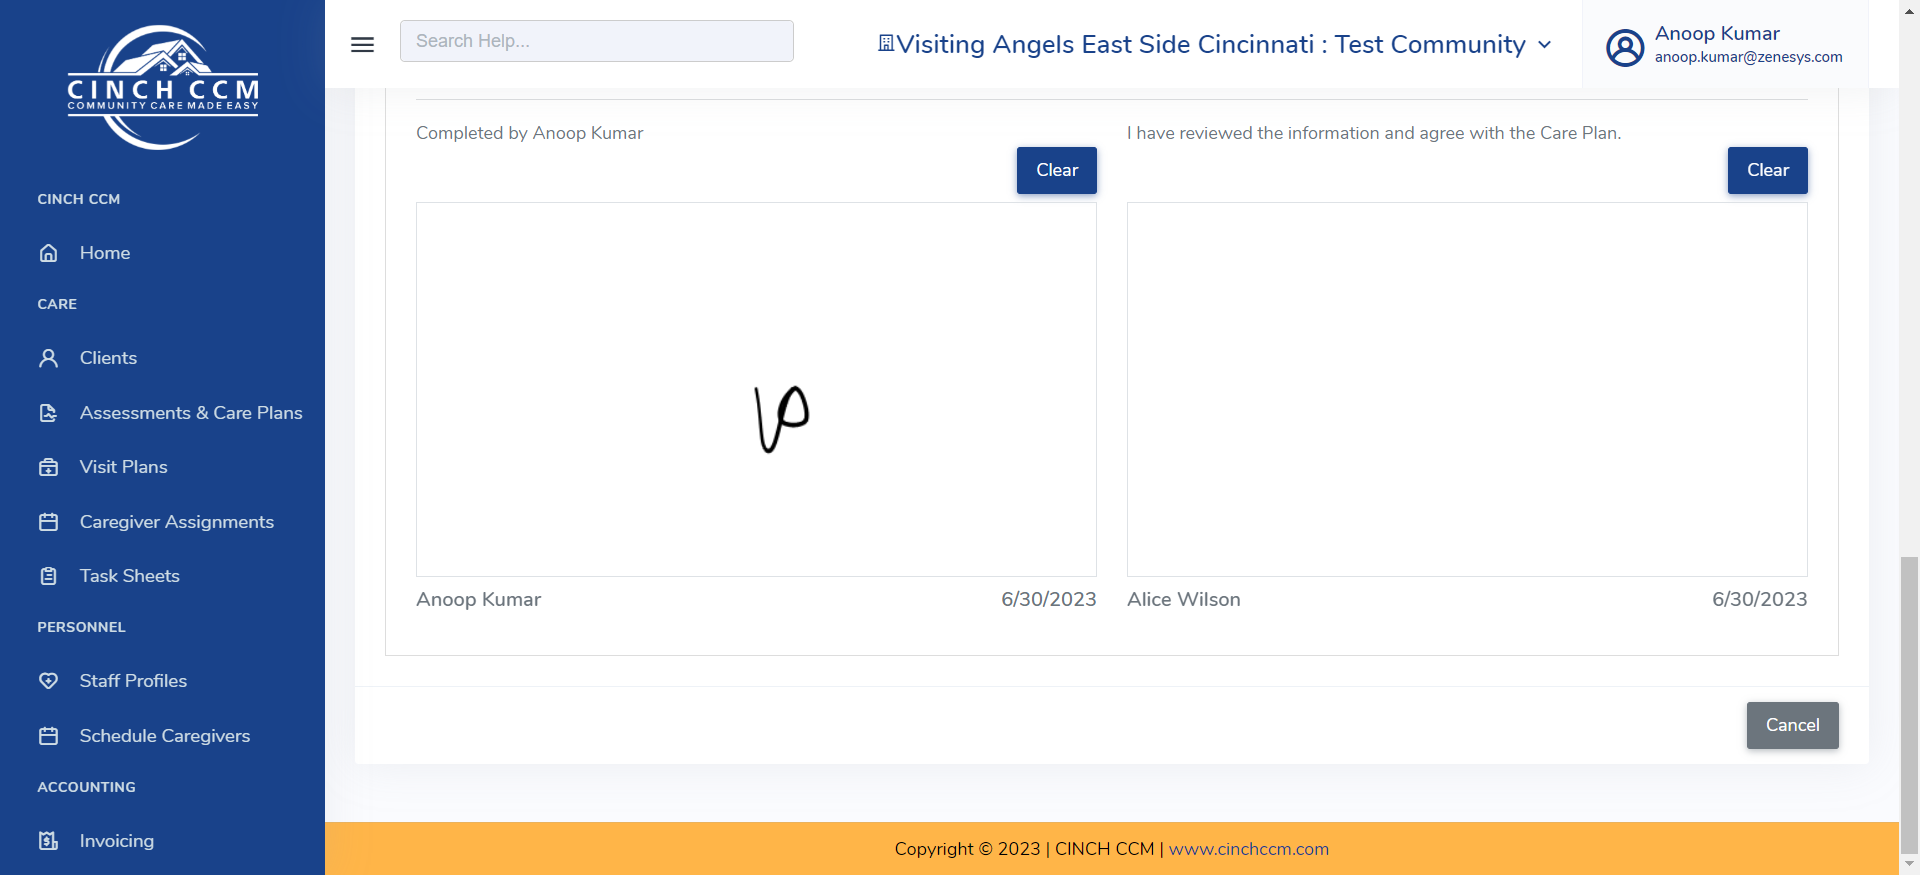 CINCH CCM
COMMUNITY CARE MADE EASY
CINCH CCM
Home
CARE
Clients
Assessments & Care Plans
Visit Plans
Caregiver Assignments
Task Sheets
PERSONNEL
Staff Profiles
Schedule Caregivers
ACCOUNTING
Invoicing
Search Help...
Visiting Angels East Side Cincinnati : Test Community
Anoop Kumar
anoop.kumar@zenesys.com
Completed by Anoop Kumar
Clear
Anoop Kumar 6/30/2023
I have reviewed the information and agree with the Care Plan.
Clear
Alice Wilson 6/30/2023
Cancel
Copyright © 2023 | CINCH CCM | www.cinchccm.com